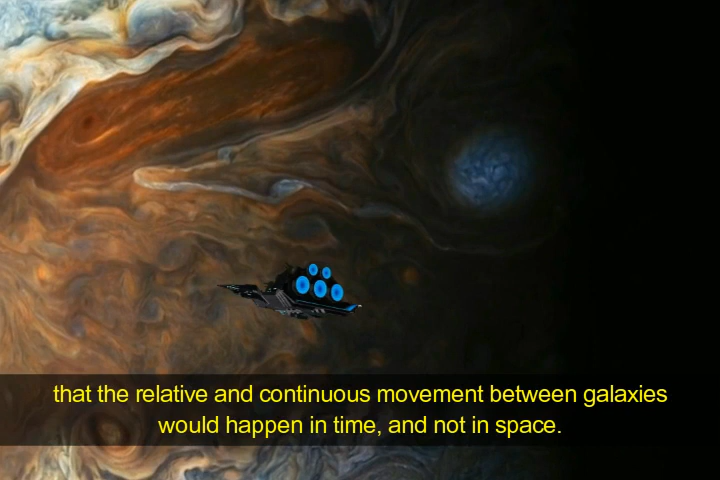 that the relative and continuous movement between galaxies
would happen in time, and not in space.